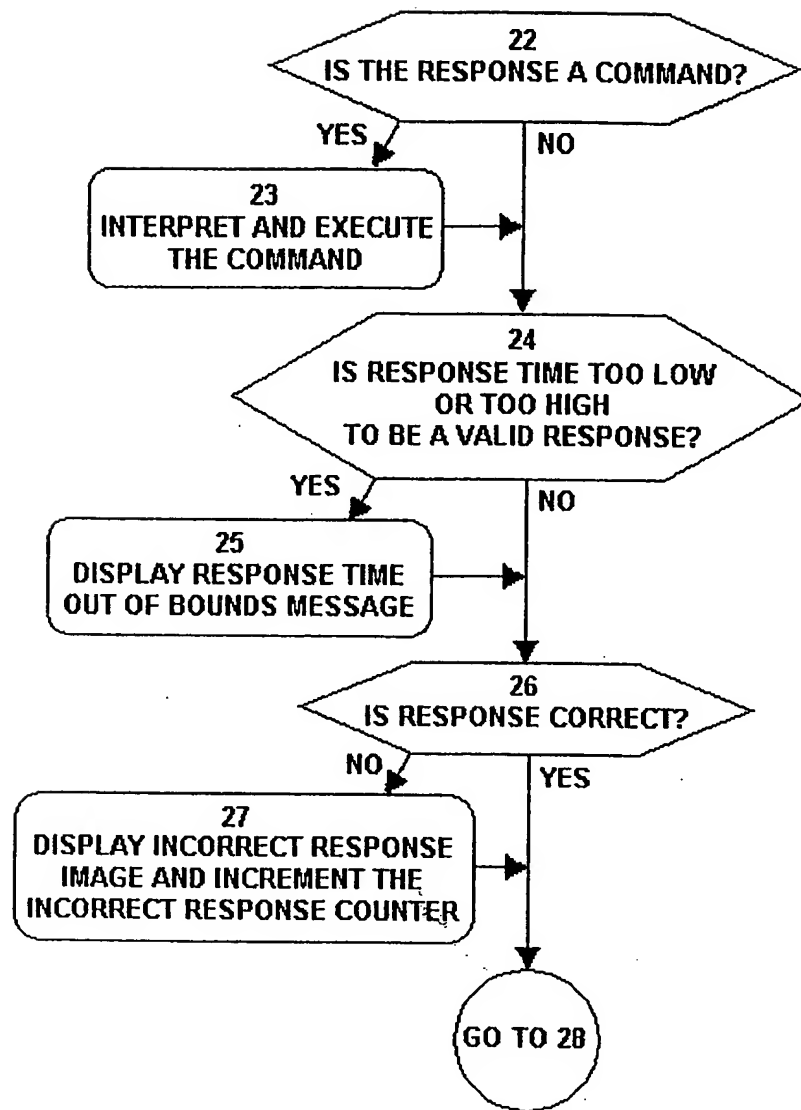 22
IS THE RESPONSE A COMMAND?
YES
NO
23
INTERPRET AND EXECUTE
THE COMMAND
24
IS RESPONSE TIME TOO LOW
OR TOO HIGH
TO BE A VALID RESPONSE?
YES
NO
25
DISPLAY RESPONSE TIME
OUT OF BOUNDS MESSAGE
26
IS RESPONSE CORRECT?
NO
YES
27
DISPLAY INCORRECT RESPONSE
IMAGE AND INCREMENT THE
INCORRECT RESPONSE COUNTER
GO TO 28